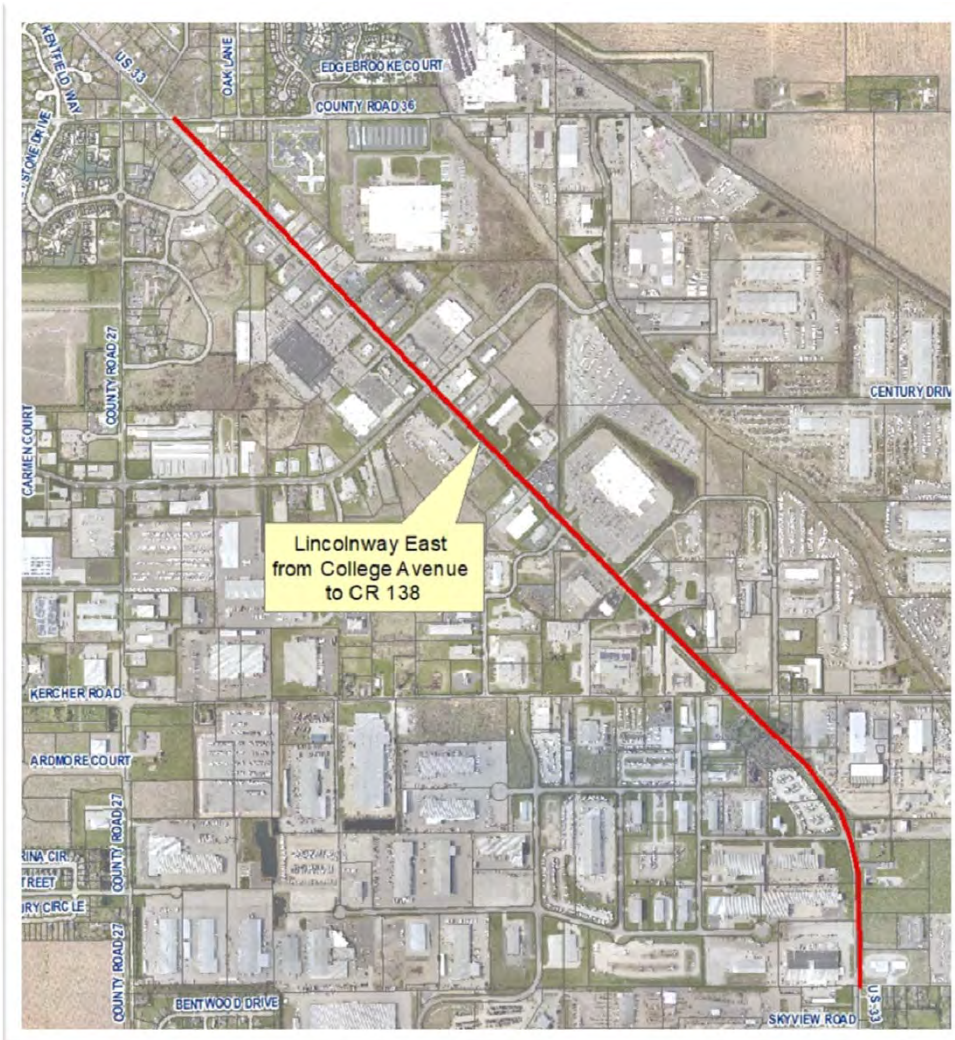 KENTFIELD WAY
US-33
OAK LANE
EDGEBROOKE COURT
COUNTY ROAD 36
STONE DRIVE
COUNTY ROAD 27
CARMEN COURT
CENTURY DRIV
Lincolnway East
from College Avenue
to CR 138
KERCHER ROAD
ARDMORE COURT
COUNTY ROAD 27
RINA CIR
TREET
RY CIRCLE
COUNTY ROAD 27
BENTWOOD DRIVE
SKYVIEW ROAD
US-33